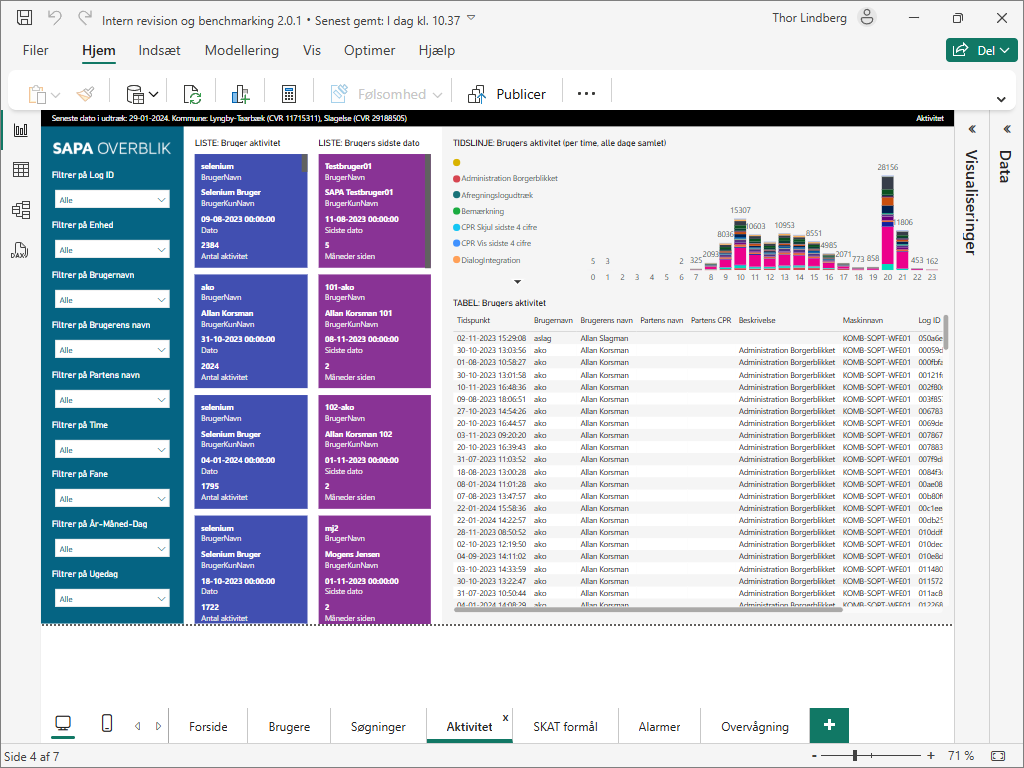 Intern revision og benchmarking 2.0.1 • Senest gemt: I dag kl. 10.37
Thor Lindberg
Filer Hjem Indsæt Modellering Vis Optimer Hjælp
Del
Følsomhed
Publicer
Seneste dato i udtræk: 29-01-2024. Kommune: Lyngby-Taarbæk (CVR 11715311), Slagelse (CVR 29188505)
Aktivitet
SAPA OVERBLIK
Filtrer på Log ID
Alle
Filtrer på Enhed
Alle
Filtrer på Brugernavn
Alle
Filtrer på Brugerens navn
Alle
Filtrer på Partens navn
Alle
Filtrer på Time
Alle
Filtrer på Fane
Alle
Filtrer på År-Måned-Dag
Alle
Filtrer på Ugedag
Alle
LISTE: Bruger aktivitet
selenium
BrugerNavn
Selenium Bruger
BrugerKunNavn
09-08-2023 00:00:00
Dato
2384
Antal aktivitet
ako
BrugerNavn
Allan Korsman
BrugerKunNavn
31-10-2023 00:00:00
Dato
2024
Antal aktivitet
selenium
BrugerNavn
Selenium Bruger
BrugerKunNavn
04-01-2024 00:00:00
Dato
1795
Antal aktivitet
selenium
BrugerNavn
Selenium Bruger
BrugerKunNavn
18-10-2023 00:00:00
Dato
1722
Antal aktivitet
LISTE: Brugers sidste dato
Testbruger01
BrugerNavn
SAPA Testbruger01
BrugerKunNavn
11-08-2023 00:00:00
Sidste dato
5
Måneder siden
101-ako
BrugerNavn
Allan Korsman 101
BrugerKunNavn
08-11-2023 00:00:00
Sidste dato
2
Måneder siden
102-ako
BrugerNavn
Allan Korsman 102
BrugerKunNavn
01-11-2023 00:00:00
Sidste dato
2
Måneder siden
mj2
BrugerNavn
Mogens Jensen
BrugerKunNavn
01-11-2023 00:00:00
Sidste dato
2
Måneder siden
TIDSLINJE: Brugers aktivitet (per time, alle dage samlet)
Administration Borgerblikket
Afregningslogudtræk
Bemærkning
CPR Skjul sidste 4 cifre
CPR Vis sidste 4 cifre
DialogIntegration
5 3 2 325 2093 8036 15307 10603 10953 8551 4985 2071 773 858 28156 11806 453 162
0 1 2 3 4 5 6 7 8 9 10 11 12 13 14 15 16 17 18 19 20 21 22 23
TABEL: Brugers aktivitet
Tidspunkt Brugernavn Brugerens navn Partens navn Partens CPR Beskrivelse Maskinnavn Log ID
02-11-2023 15:29:08 aslag Allan Slagman KOMB-SOPT-WFE01 050a6e
30-10-2023 13:03:56 ako Allan Korsman Administration Borgerblikket KOMB-SOPT-WFE01 00059d
01-08-2023 10:58:27 ako Allan Korsman Administration Borgerblikket KOMB-SOPT-WFE01 000fbfa
30-10-2023 13:01:58 ako Allan Korsman Administration Borgerblikket KOMB-SOPT-WFE01 00121f
10-11-2023 16:48:36 ako Allan Korsman Administration Borgerblikket KOMB-SOPT-WFE01 002f80
09-08-2023 18:06:51 ako Allan Korsman Administration Borgerblikket KOMB-SOPT-WFE01 003f85
27-10-2023 14:54:26 ako Allan Korsman Administration Borgerblikket KOMB-SOPT-WFE01 006783
20-10-2023 16:44:57 ako Allan Korsman Administration Borgerblikket KOMB-SOPT-WFE01 0069de
03-11-2023 09:20:20 ako Allan Korsman Administration Borgerblikket KOMB-SOPT-WFE01 007867
20-10-2023 16:39:43 ako Allan Korsman Administration Borgerblikket KOMB-SOPT-WFE01 007883
31-07-2023 11:03:52 ako Allan Korsman Administration Borgerblikket KOMB-SOPT-WFE01 007f9d
18-08-2023 13:00:28 ako Allan Korsman Administration Borgerblikket KOMB-SOPT-WFE01 0084f3
08-01-2024 11:01:28 ako Allan Korsman Administration Borgerblikket KOMB-SOPT-WFE01 00ae08
07-08-2023 13:47:57 ako Allan Korsman Administration Borgerblikket KOMB-SOPT-WFE01 00b80f
22-01-2024 15:58:36 ako Allan Korsman Administration Borgerblikket KOMB-SOPT-WFE01 00c1ee
22-01-2024 14:22:57 ako Allan Korsman Administration Borgerblikket KOMB-SOPT-WFE01 00db25
28-11-2023 08:50:52 ako Allan Korsman Administration Borgerblikket KOMB-SOPT-WFE01 010ddf
02-10-2023 12:19:50 ako Allan Korsman Administration Borgerblikket KOMB-SOPT-WFE01 010dec
04-09-2023 14:11:02 ako Allan Korsman Administration Borgerblikket KOMB-SOPT-WFE01 010e8d
03-10-2023 14:33:59 ako Allan Korsman Administration Borgerblikket KOMB-SOPT-WFE01 011480
30-10-2023 13:22:47 ako Allan Korsman Administration Borgerblikket KOMB-SOPT-WFE01 011572
31-07-2023 10:50:44 ako Allan Korsman Administration Borgerblikket KOMB-SOPT-WFE01 011ac8
04-01-2024 14:08:29 ako Allan Korsman Administration Borgerblikket KOMB-SOPT-WFE01 012268
Visualiseringer
Data
DAX
Forside Brugere Søgninger Aktivitet x SKAT formål Alarmer Overvågning +
Side 4 af 7
- + 71 %